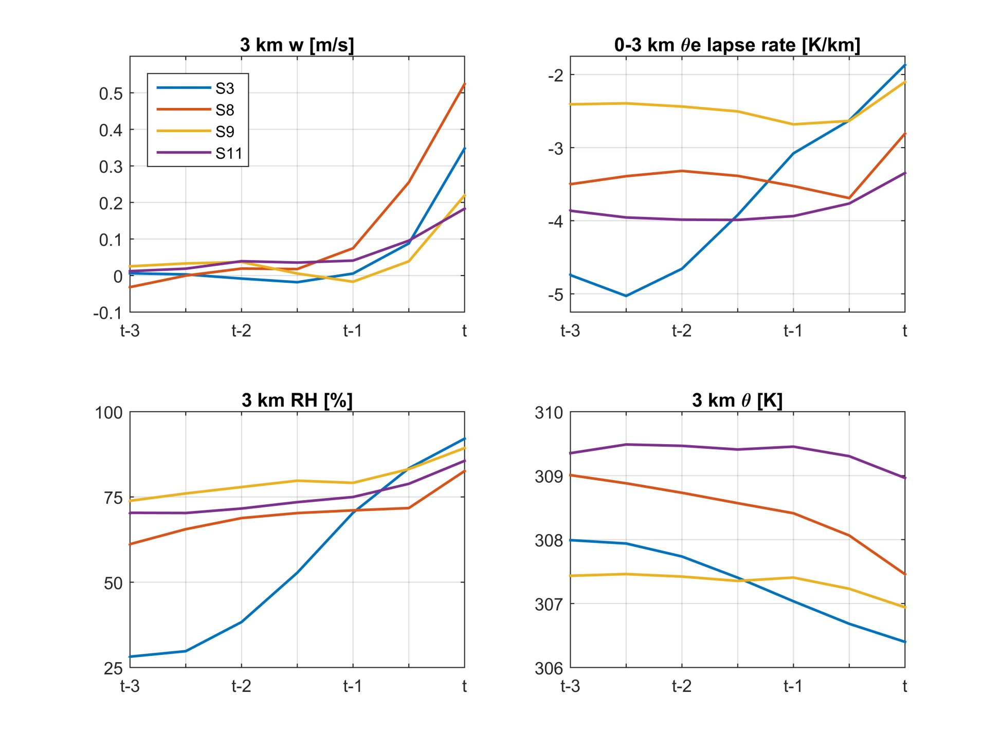 3 km w [m/s]
0.5
0.4
0.3
0.2
0.1
0
-0.1
t-3 t-2 t-1 t
S3
S8
S9
S11
0-3 km θe lapse rate [K/km]
-2
-3
-4
-5
t-3 t-2 t-1 t
3 km RH [%]
100
75
50
25
t-3 t-2 t-1 t
3 km θ [K]
310
309
308
307
306
t-3 t-2 t-1 t